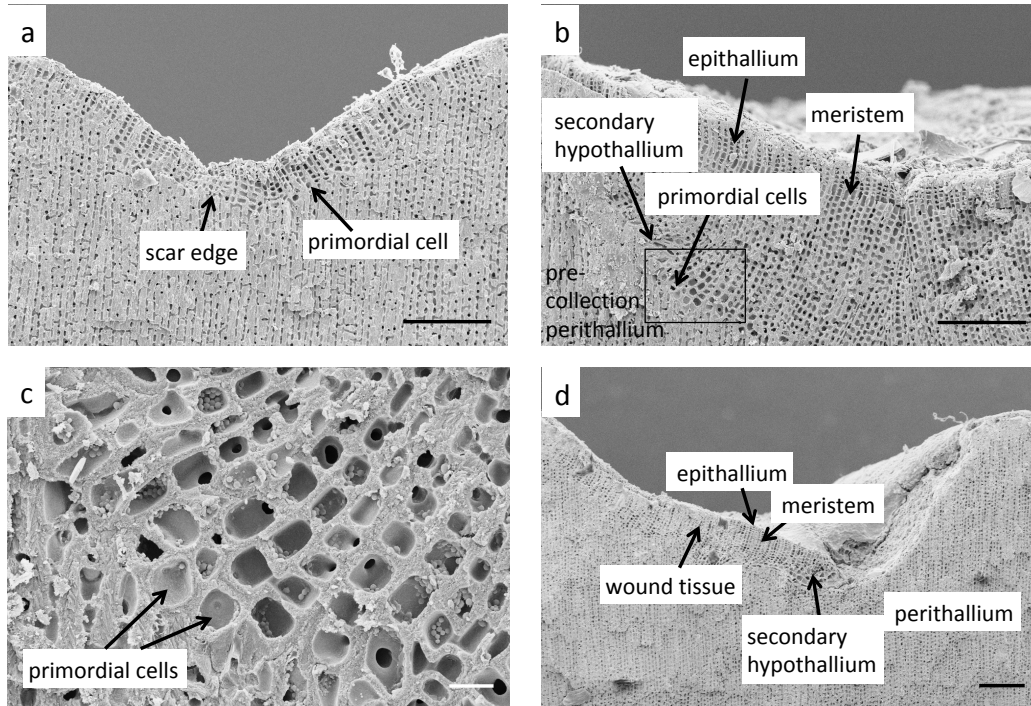 a
scar edge
primordial cell
b
epithallium
secondary
hypothallium
meristem
primordial cells
pre-
collection
perithallium
c
primordial cells
d
epithallium
meristem
wound tissue
secondary
hypothallium
perithallium